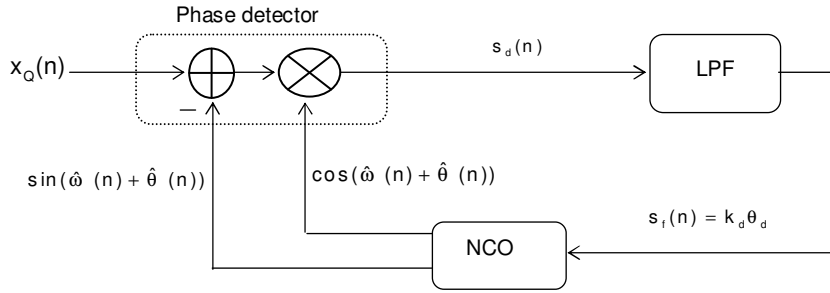 Phase detector
x_Q(n)
s_d(n)
LPF
—
sin(ω̂ (n) + θ̂ (n))
cos(ω̂ (n) + θ̂ (n))
s_f(n) = k_dθ_d
NCO